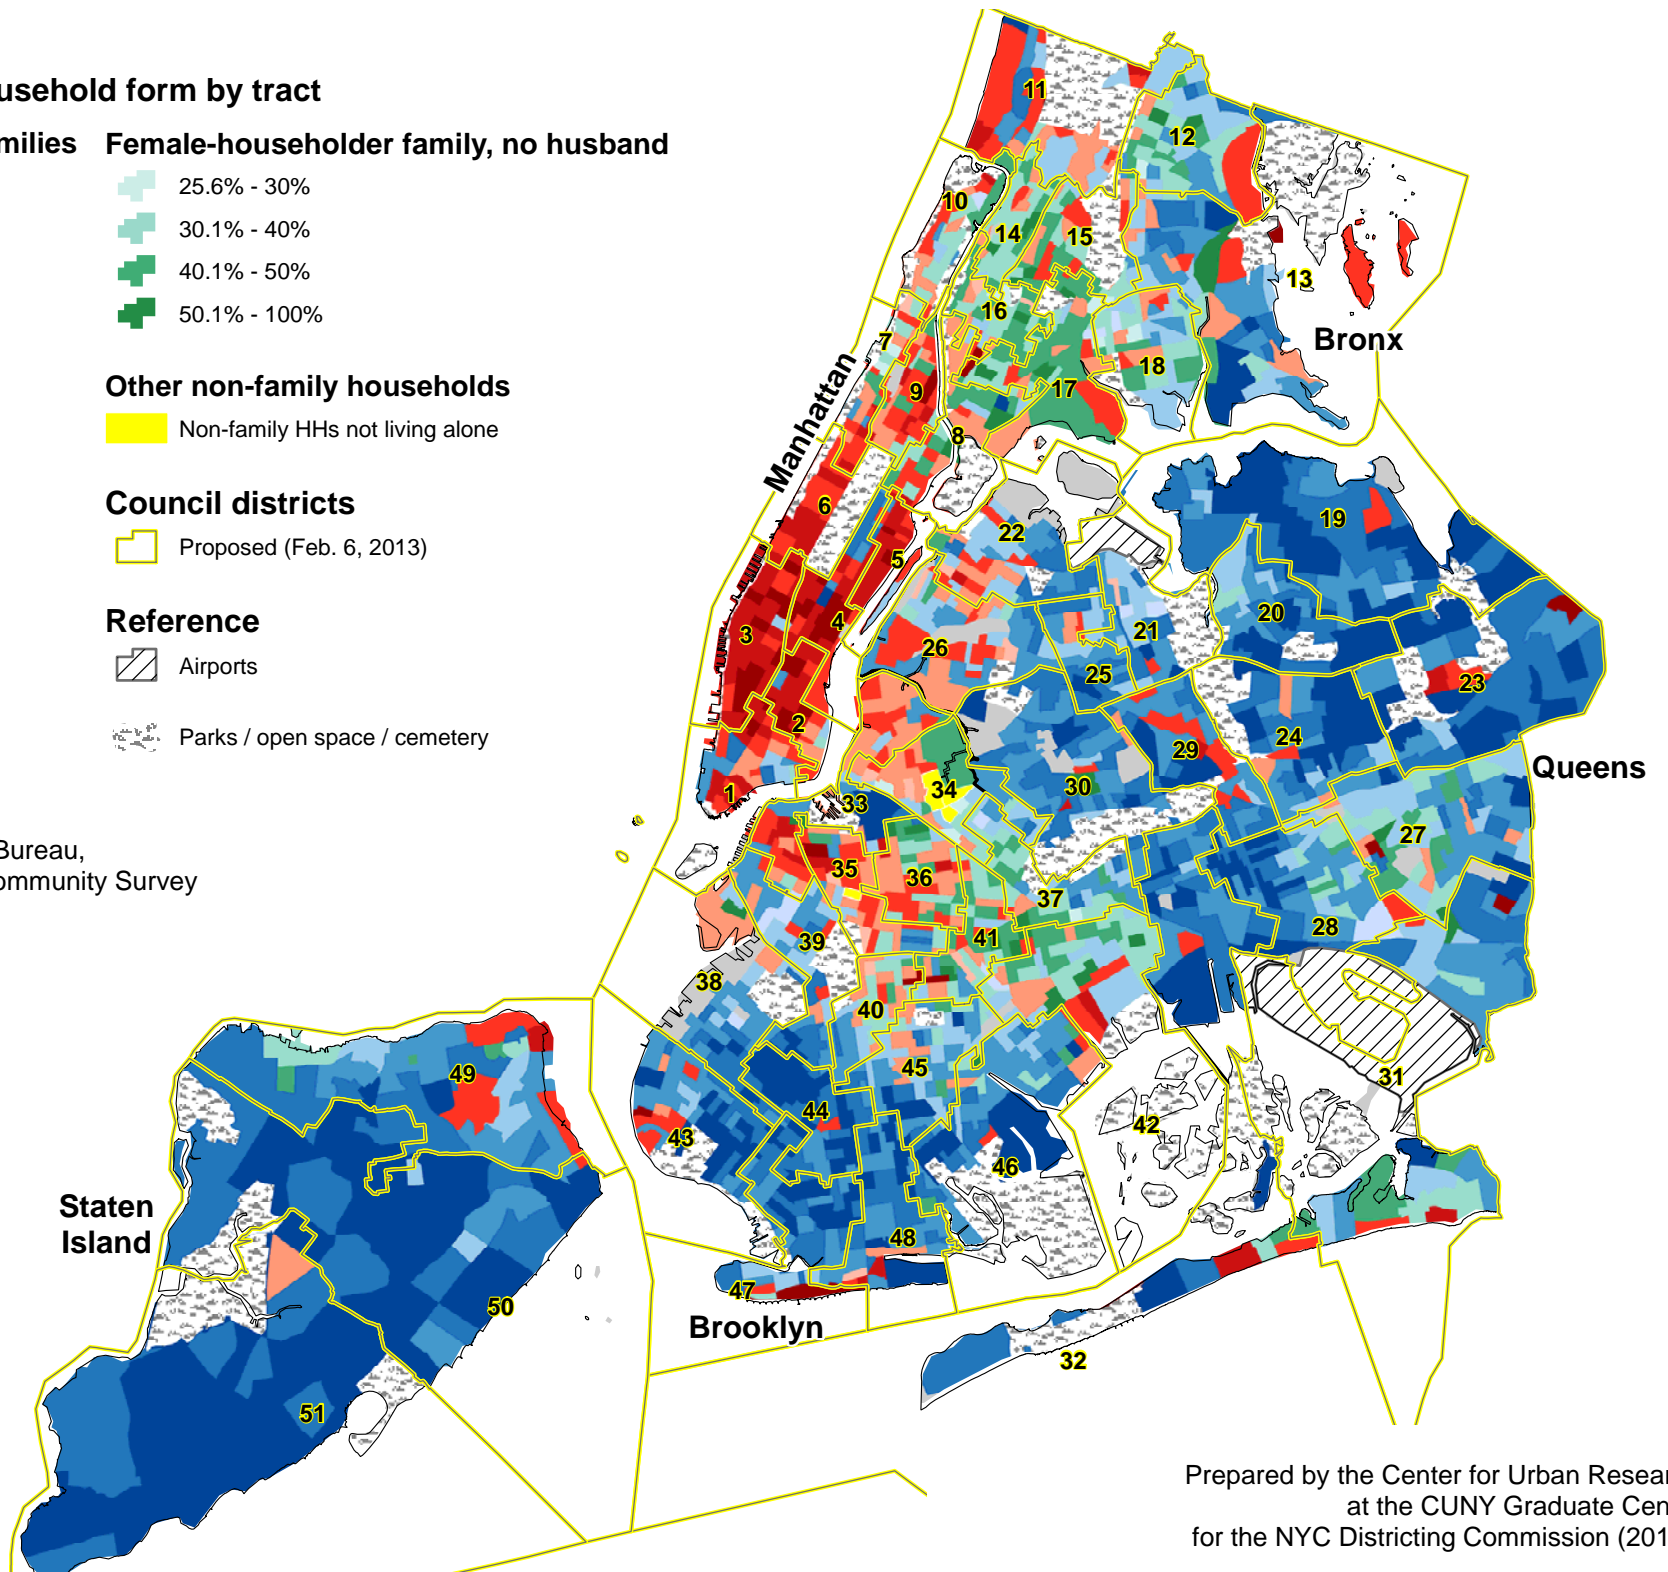 usehold form by tract
milies Female-householder family, no husband
25.6% - 30%
30.1% - 40%
40.1% - 50%
50.1% - 100%
Other non-family households
Non-family HHs not living alone
Council districts
Proposed (Feb. 6, 2013)
Reference
Airports
Parks / open space / cemetery
Bureau,
ommunity Survey
11
12
10
14
15
13
16
Bronx
7
18
Manhattan
9
17
8
6
19
22
5
20
3
4
21
26
25
23
2
24
29
Queens
1
33
34
30
27
35
36
37
28
39
41
38
40
45
49
31
44
42
43
46
Staten
Island
48
47
50
Brooklyn
32
51
Prepared by the Center for Urban Resear
at the CUNY Graduate Cen
for the NYC Districting Commission (201